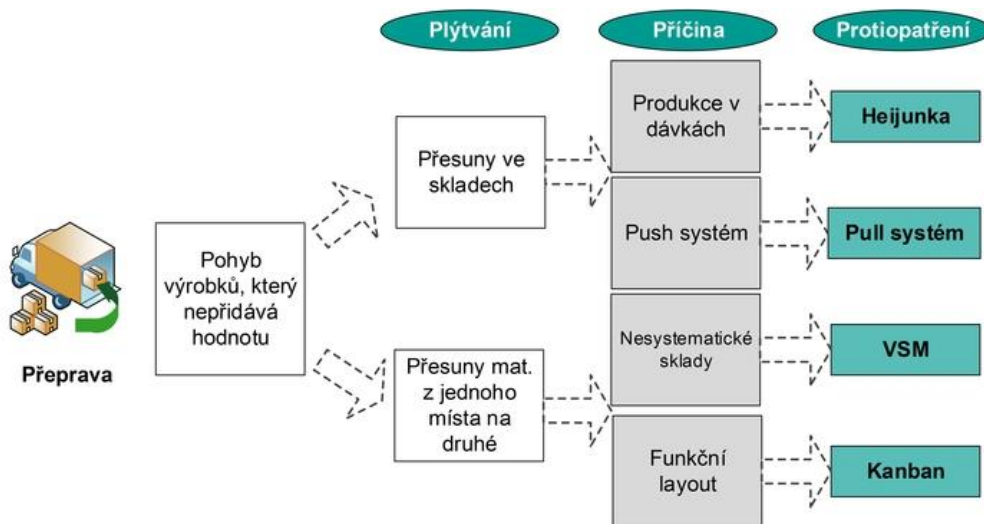 Plýtvání
Příčina
Protiopatření
Přeprava
Pohyb
výrobků, který
nepřidává
hodnotu
Přesuny ve
skladech
Přesuny mat.
z jednoho
místa na
druhé
Produkce v
dávkách
Push systém
Nesystematické
sklady
Funkční
layout
Heijunka
Pull systém
VSM
Kanban